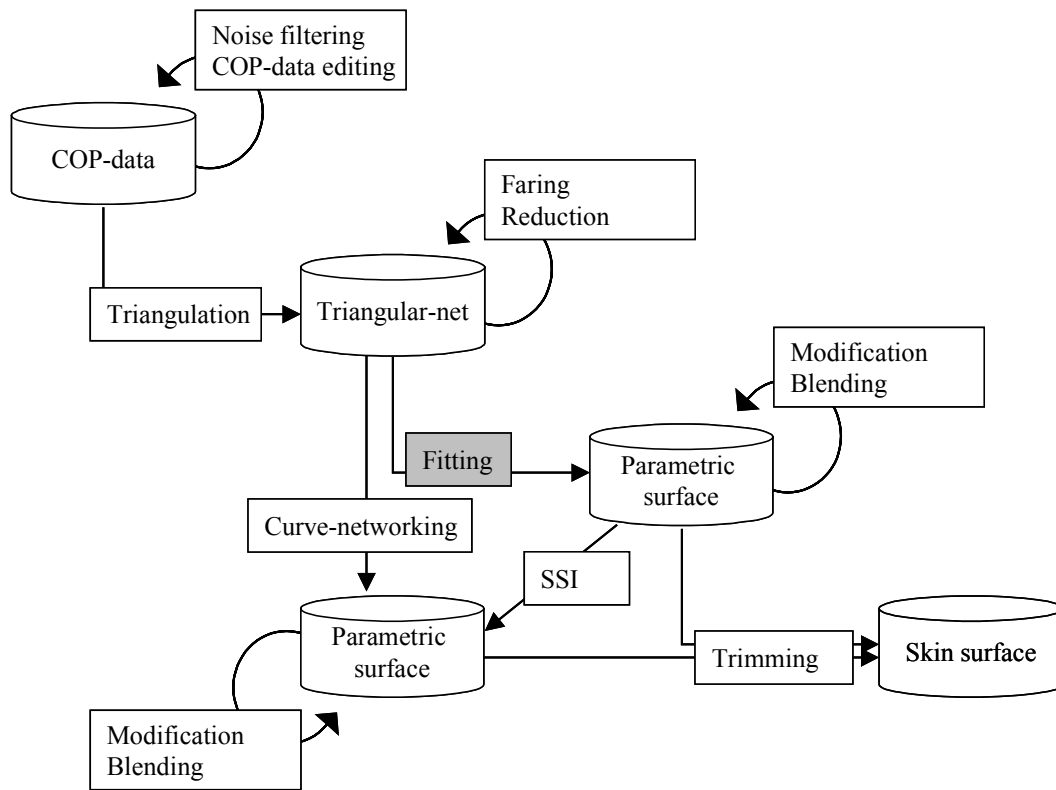 Noise filtering
COP-data editing
COP-data
Faring
Reduction
Triangulation
Triangular-net
Modification
Blending
Fitting
Parametric
surface
Curve-networking
SSI
Parametric
surface
Trimming
Skin surface
Modification
Blending